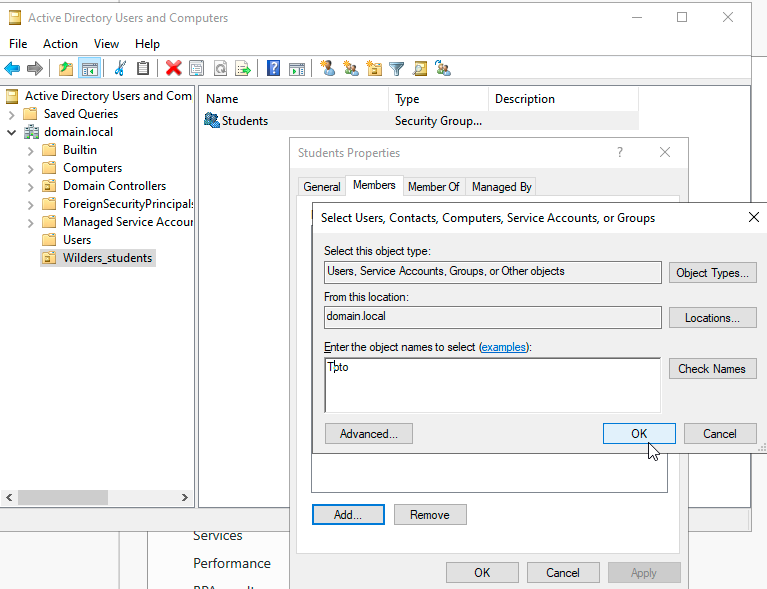 Active Directory Users and Computers
File Action View Help
Active Directory Users and Com
Saved Queries
domain.local
Builtin
Computers
Domain Controllers
ForeignSecurityPrincipals
Managed Service Accour
Users
Wilders_students
Name Type Description
Students Security Group...
Students Properties
General Members Member Of Managed By
Select Users, Contacts, Computers, Service Accounts, or Groups
Select this object type:
Users, Service Accounts, Groups, or Other objects
Object Types...
From this location:
domain.local
Locations...
Enter the object names to select (examples):
Toto
Check Names
Advanced...
OK
Cancel
Add...
Remove
OK
Cancel
Apply
Services
Performance